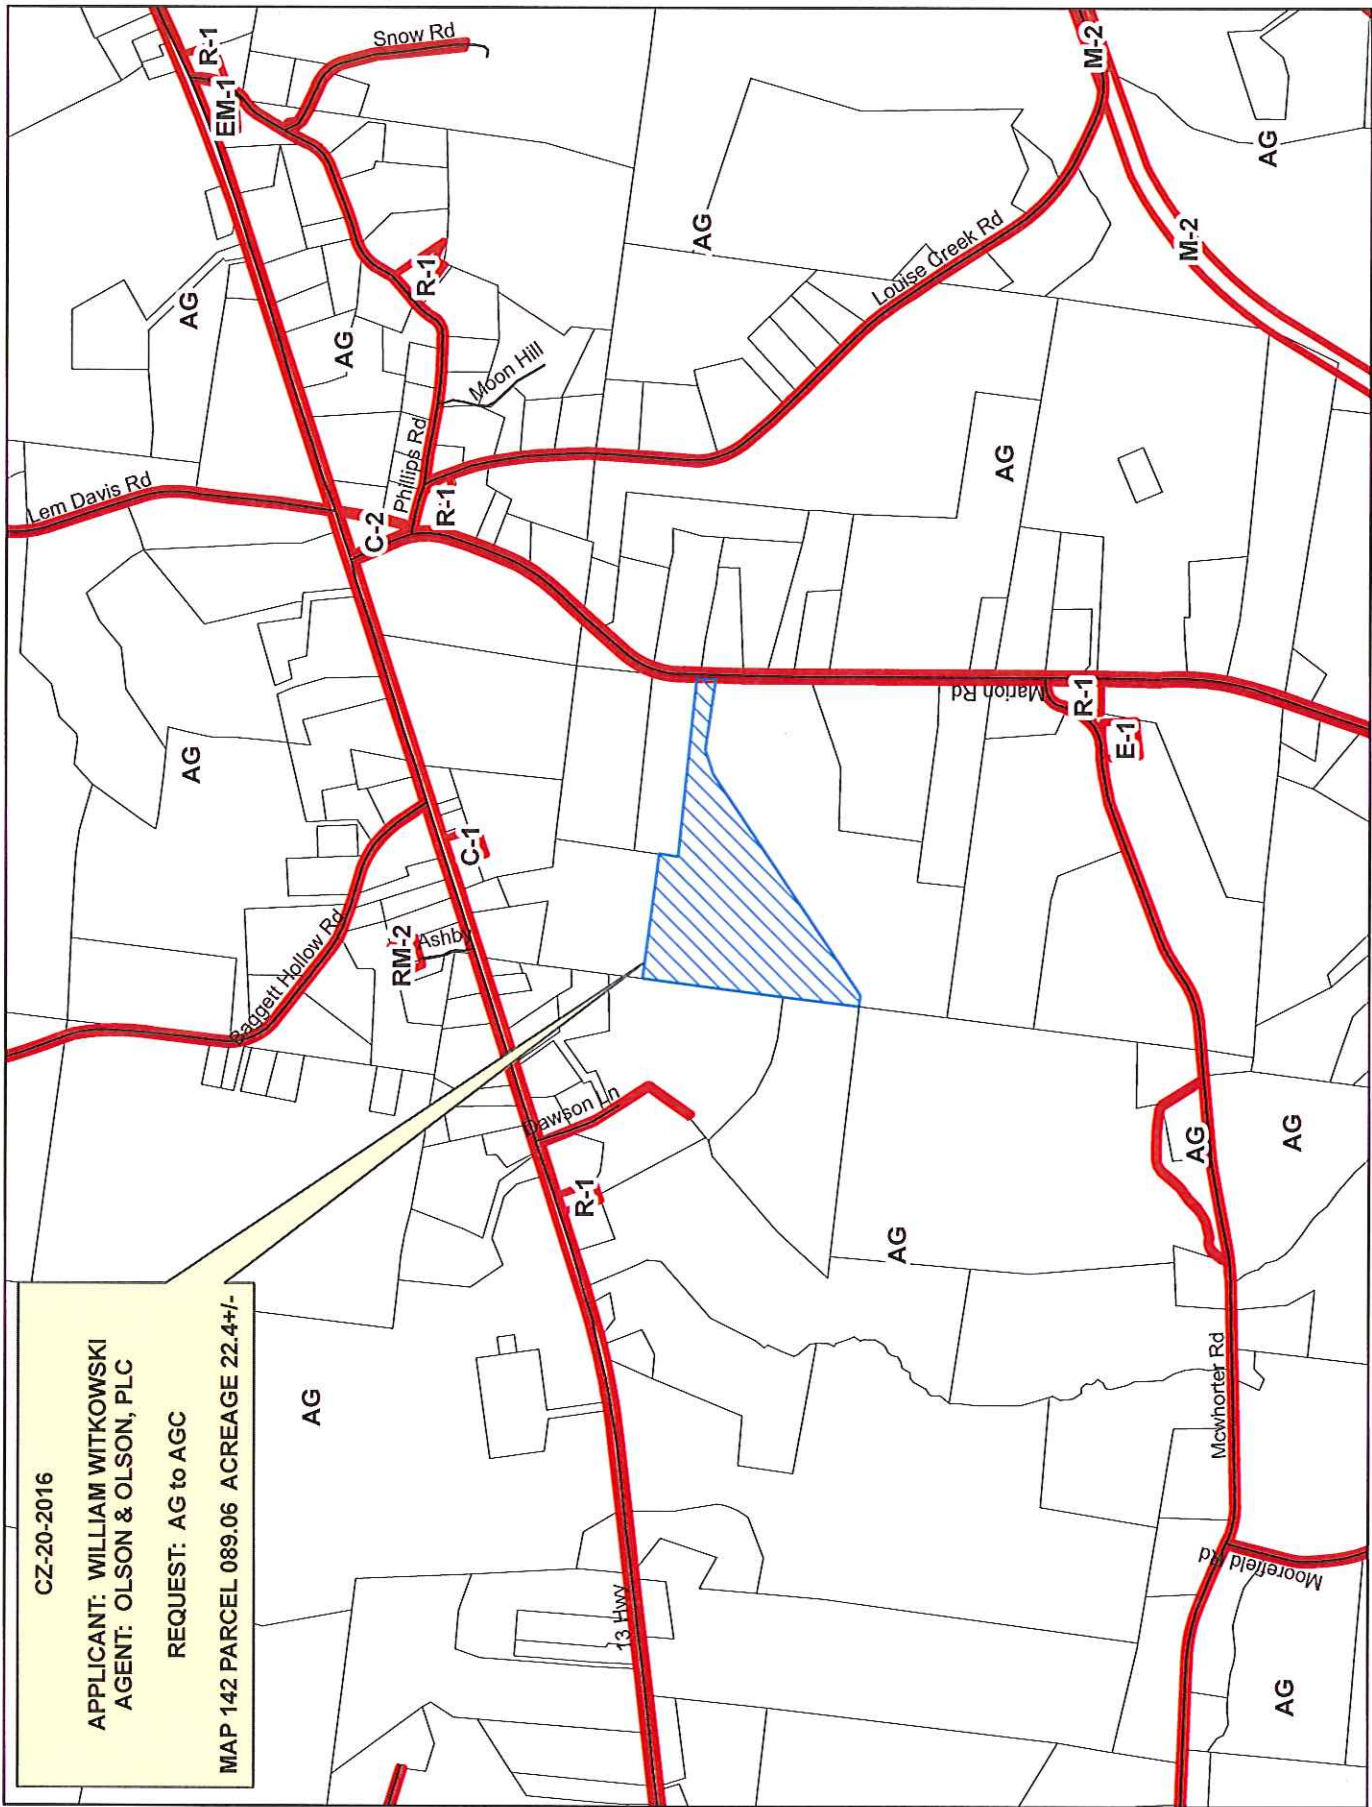 CZ-20-2016
APPLICANT: WILLIAM WITKOWSKI
AGENT: OLSON & OLSON, PLC
REQUEST: AG to AGC
MAP 142 PARCEL 089.06 ACREAGE 22.4+/-
Snow Rd
R-1
EM-1
M-2
AG
AG
M-2
AG
Louise Creek Rd
R-1
AG
AG
Moon Hill
Phillips Rd
Lem Davis Rd
C-2
R-1
AG
AG
Marion Rd
R-1
E-1
C-1
Baggett Hollow Rd
RM-2
Ashby
Dawson Ln
R-1
AG
AG
AG
AG
Mcwhorter Rd
13 Hwy
Moorefield Rd
AG